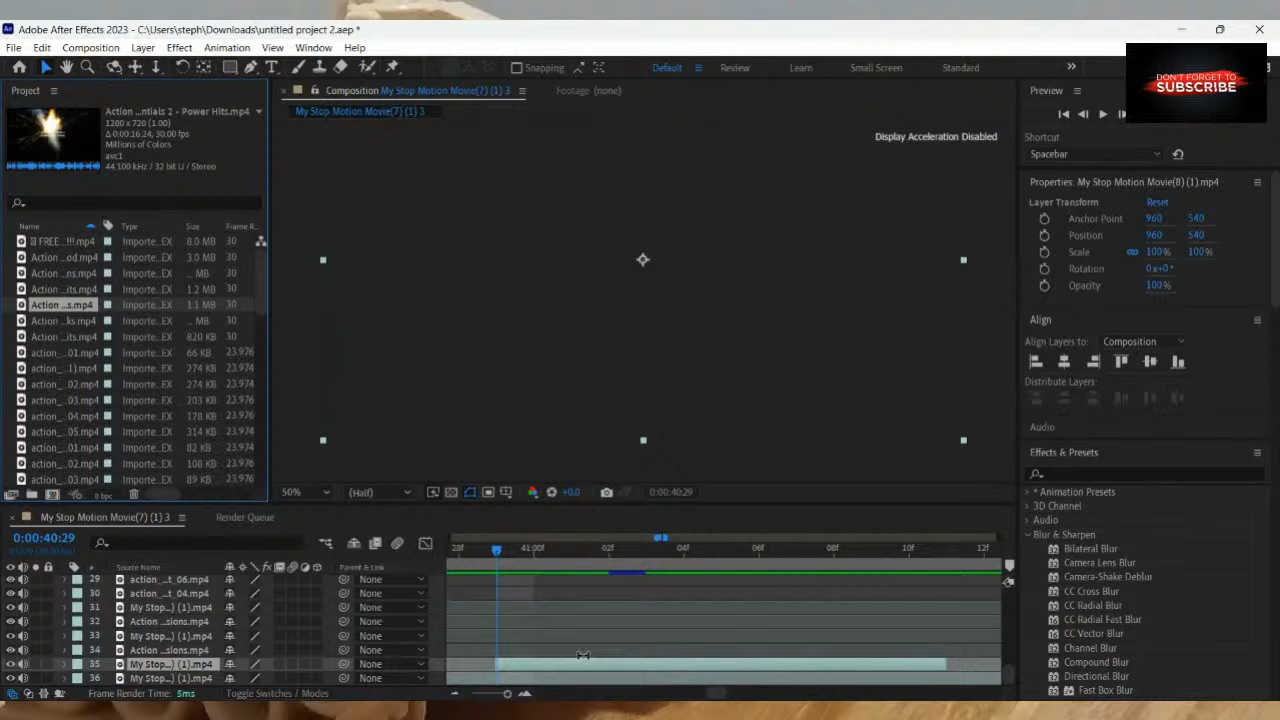 Adobe After Effects 2023 - C:\Users\steph\Downloads\untitled project 2.aep *
File Edit Composition Layer Effect Animation View Window Help
Snapping
Default Review Learn Small Screen Standard
DON'T FORGET TO
SUBSCRIBE
Project
Action ...ntials 2 - Power Hits.mp4
1280 x 720 (1.00)
Δ 0:00:16:24, 30.00 fps
Millions of Colors
avc1
44.100 kHz / 32 bit U / Stereo
Name Type Size Frame R...
FREE...!!!.mp4 Importe...EX 8.0 MB 30
Action ...od.mp4 Importe...EX 3.0 MB 30
Action ...ns.mp4 Importe...EX ... MB 30
Action ...its.mp4 Importe...EX 1.2 MB 30
Action ...s.mp4 Importe...EX 1.1 MB 30
Action ...ks.mp4 Importe...EX ... MB 30
Action ...its.mp4 Importe...EX 820 KB 30
action_...01.mp4 Importe...EX 66 KB 23.976
action_...1).mp4 Importe...EX 274 KB 23.974
action_...02.mp4 Importe...EX 274 KB 23.974
action_...03.mp4 Importe...EX 203 KB 23.974
action_...04.mp4 Importe...EX 178 KB 23.974
action_...05.mp4 Importe...EX 314 KB 23.974
action_...01.mp4 Importe...EX 82 KB 23.974
action_...02.mp4 Importe...EX 108 KB 23.974
action_...03.mp4 Importe...EX 89 KB 23.974
8 bpc
Composition My Stop Motion Movie(7) (1) 3
Footage (none)
My Stop Motion Movie(7) (1) 3
Display Acceleration Disabled
50% (Half) +0.0 0:00:40:29
Preview
Shortcut
Spacebar
Properties: My Stop Motion Movie(8) (1).mp4
Layer Transform Reset
Anchor Point 960 540
Position 960 540
Scale 100% 100%
Rotation 0x+0°
Opacity 100%
Align
Align Layers to: Composition
Distribute Layers:
Audio
Effects & Presets
* Animation Presets
3D Channel
Audio
Blur & Sharpen
Bilateral Blur
Camera Lens Blur
Camera-Shake Deblur
CC Cross Blur
CC Radial Blur
CC Radial Fast Blur
CC Vector Blur
Channel Blur
Compound Blur
Directional Blur
Fast Box Blur
My Stop Motion Movie(7) (1) 3
Render Queue
0:00:40:29
28f 41:00f 02f 04f 06f 08f 10f 12f
# Source Name Parent & Link
29 action_...t_06.mp4 None
30 action_...t_04.mp4 None
31 My Stop...) (1).mp4 None
32 Action ...sions.mp4 None
33 My Stop...) (1).mp4 None
34 Action ...sions.mp4 None
35 My Stop...) (1).mp4 None
36 My Stop...) (1).mp4 None
Frame Render Time: 5ms
Toggle Switches / Modes